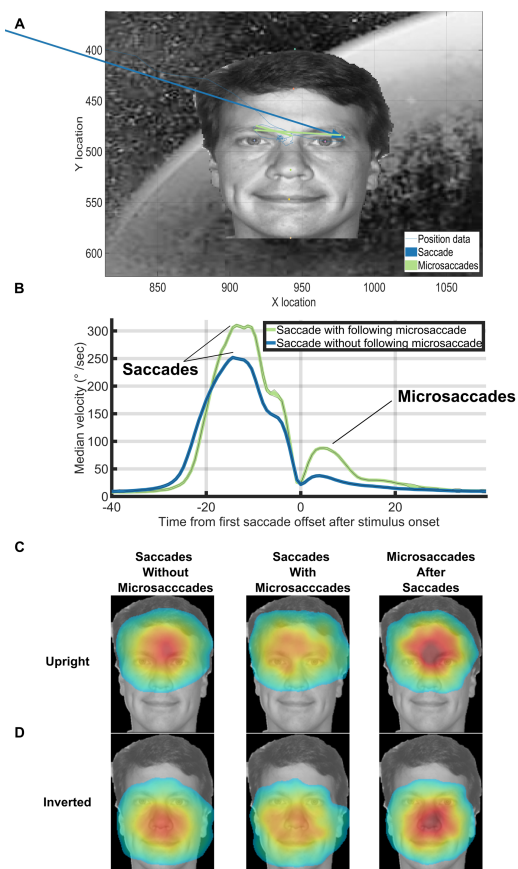 A
400
450
500
550
600
Y location
850
900
950
1000
1050
X location
Position data
Saccade
Microsaccades
B
300
250
200
150
100
50
0
Median velocity (° /sec)
Saccade with following microsaccade
Saccade without following microsaccade
Saccades
Microsaccades
-40
-20
0
20
Time from first saccade offset after stimulus onset
C
Saccades
Without
Microsacccades
Saccades
With
Microsacccades
Microsaccades
After
Saccades
Upright
D
Inverted